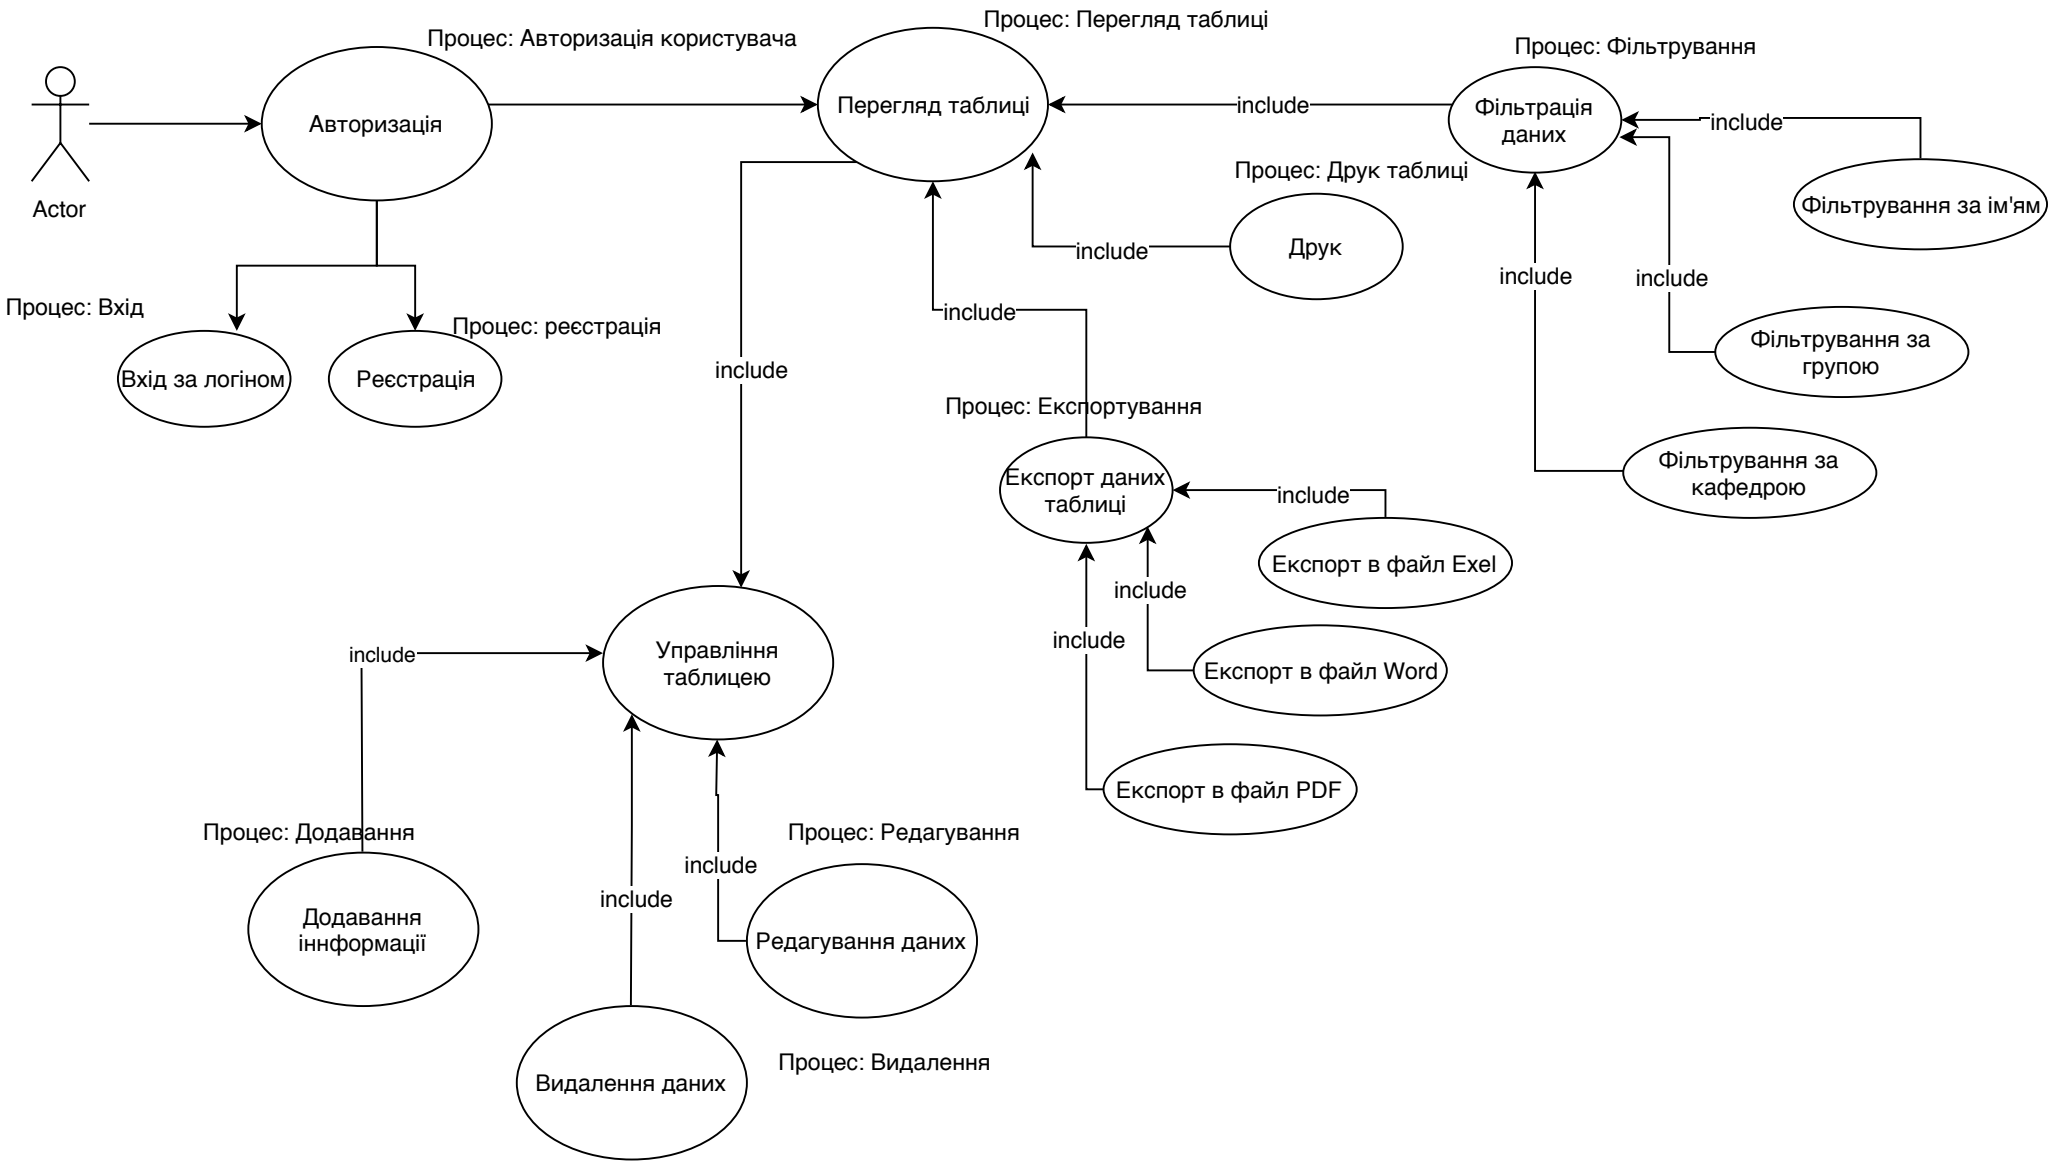 Процес: Перегляд таблиці
Процес: Авторизація користувача
Процес: Фільтрування
Авторизація
Перегляд таблиці
include
Фільтрація
даних
include
Actor
Процес: Друк таблиці
Фільтрування за ім'ям
include
Друк
include
include
Процес: Вхід
Процес: реєстрація
include
Фільтрування за
групою
Вхід за логіном
Реєстрація
include
Процес: Експортування
Фільтрування за
кафедрою
Експорт даних
таблиці
include
Експорт в файл Exel
include
include
Експорт в файл Word
include
Управління
таблицею
Експорт в файл PDF
Процес: Додавання
Процес: Редагування
include
include
Додавання
іннформації
Редагування даних
Процес: Видалення
Видалення даних